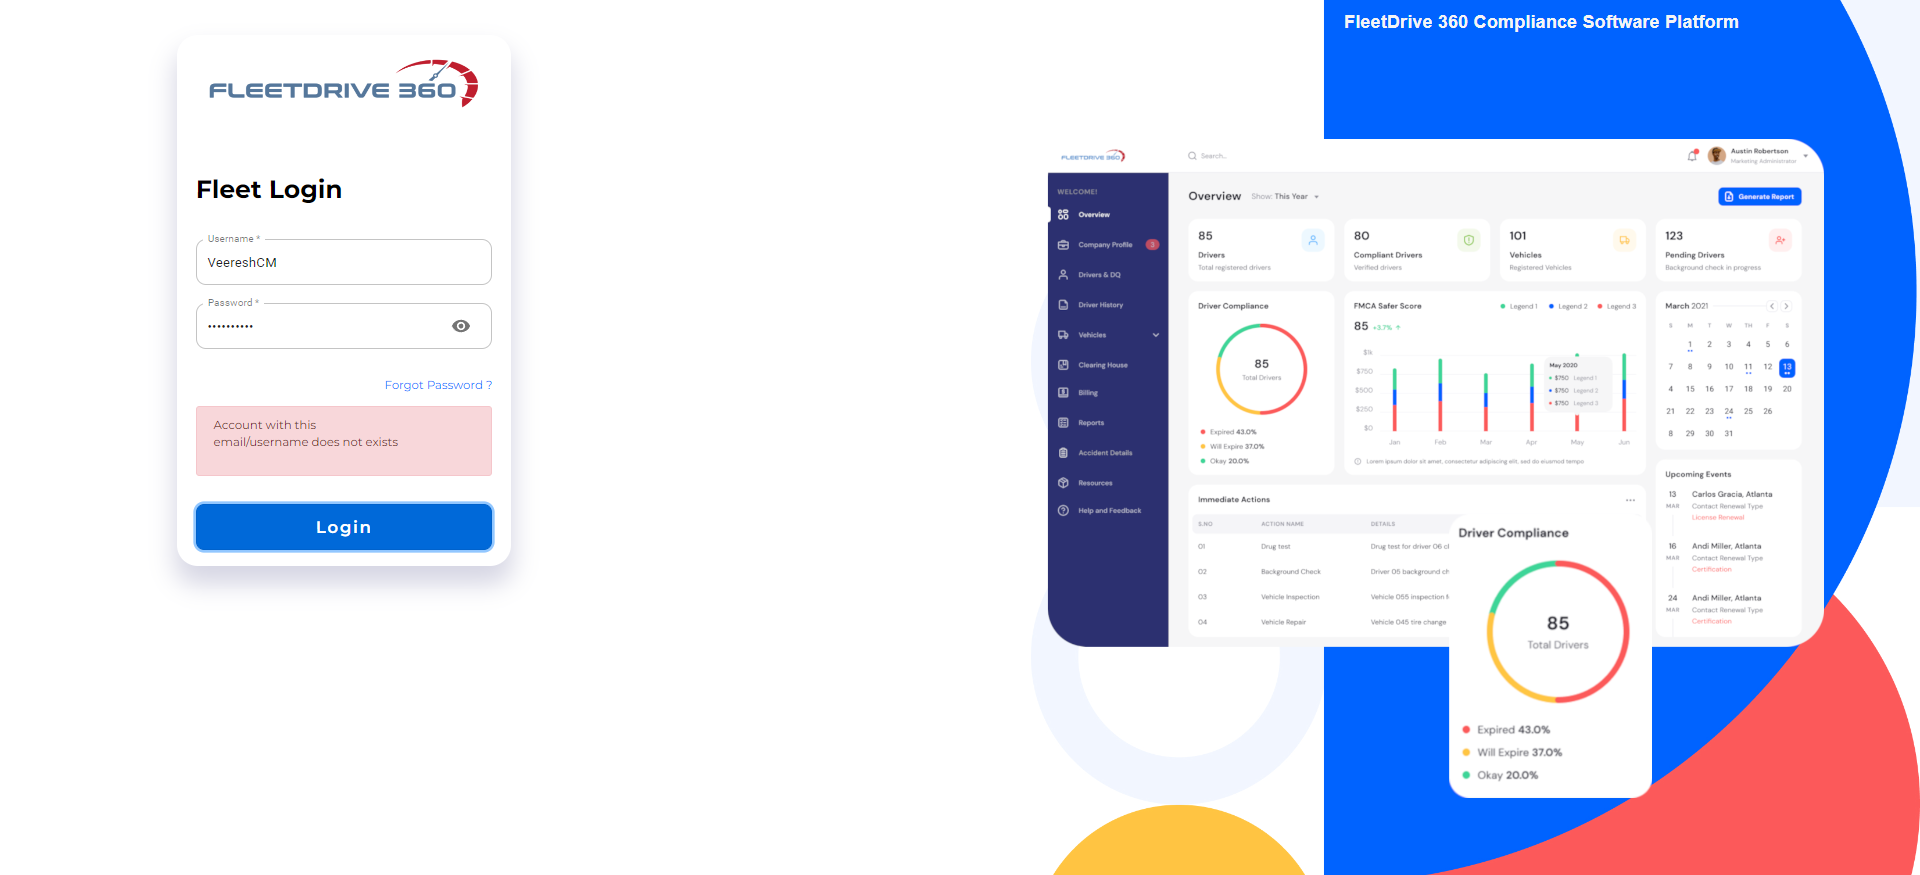 FLEETDRIVE 360
Fleet Login
Username *
VeereshCM
Password *
••••••••••
Forgot Password ?
Account with this
email/username does not exists
Login
FleetDrive 360 Compliance Software Platform
FLEETDRIVE 360
Search..
Austin Robertson
Marketing Administrator
WELCOME!
Overview
Company Profile 3
Drivers & DQ
Driver History
Vehicles
Clearing House
Billing
Reports
Accident Details
Resources
Help and Feedback
Overview Show: This Year
Generate Report
85
Drivers
Total registered drivers
80
Compliant Drivers
Verified drivers
101
Vehicles
Registered Vehicles
123
Pending Drivers
Background check in progress
Driver Compliance
85
Total Drivers
Expired 43.0%
Will Expire 37.0%
Okay 20.0%
FMCA Safer Score
Legend 1 Legend 2 Legend 3
85 +3.7% ↑
$1k
$750
$500
$250
$0
Jan Feb Mar Apr May Jun
May 2020
$750 Legend 1
$750 Legend 2
$750 Legend 3
Lorem ipsum dolor sit amet, consectetur adipiscing elit, sed do eiusmod tempo
March 2021
S M T W TH F S
1 2 3 4 5 6
7 8 9 10 11 12 13
4 15 16 17 18 19 20
21 22 23 24 25 26
8 29 30 31
Upcoming Events
13 Carlos Gracia, Atlanta
MAR Contact Renewal Type
License Renewal
16 Andi Miller, Atlanta
MAR Contact Renewal Type
Certification
24 Andi Miller, Atlanta
MAR Contact Renewal Type
Certification
Immediate Actions
S.NO ACTION NAME DETAILS
01 Drug test Drug test for driver 06 cl
02 Background Check Driver 05 background ch
03 Vehicle Inspection Vehicle 055 inspection
04 Vehicle Repair Vehicle 045 tire change
Driver Compliance
85
Total Drivers
Expired 43.0%
Will Expire 37.0%
Okay 20.0%